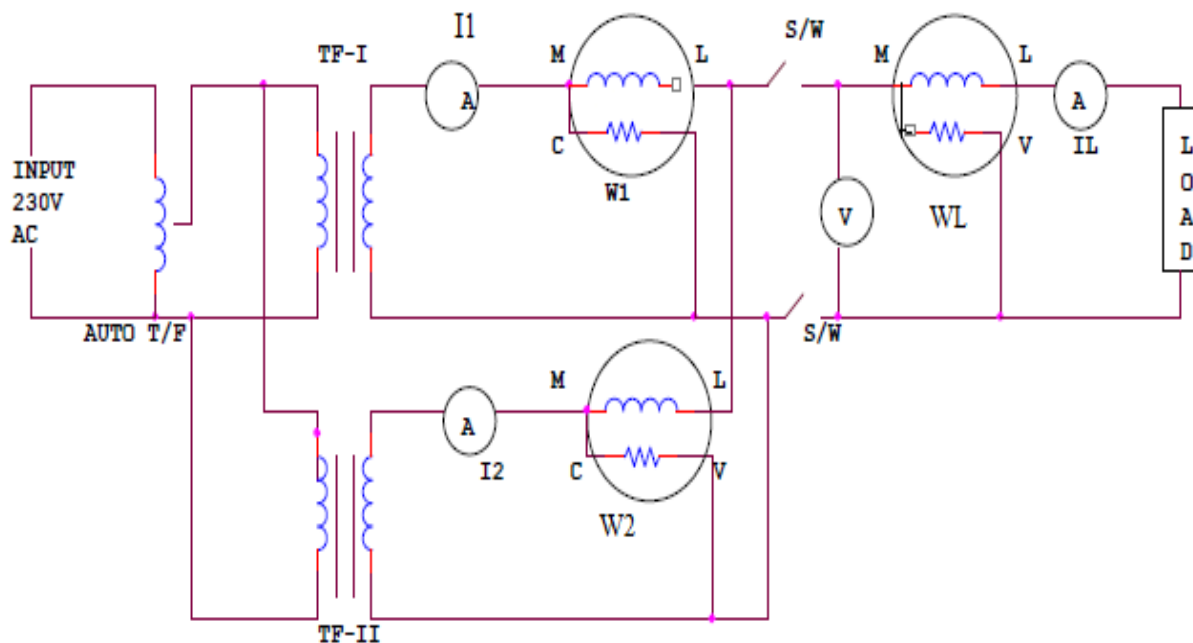 I1
S/W
TF-I
M
L
M
L
A
A
C
V
IL
W1
INPUT
230V
AC
V
WL
L
O
A
D
AUTO T/F
S/W
M
L
A
I2
C
V
W2
TF-II